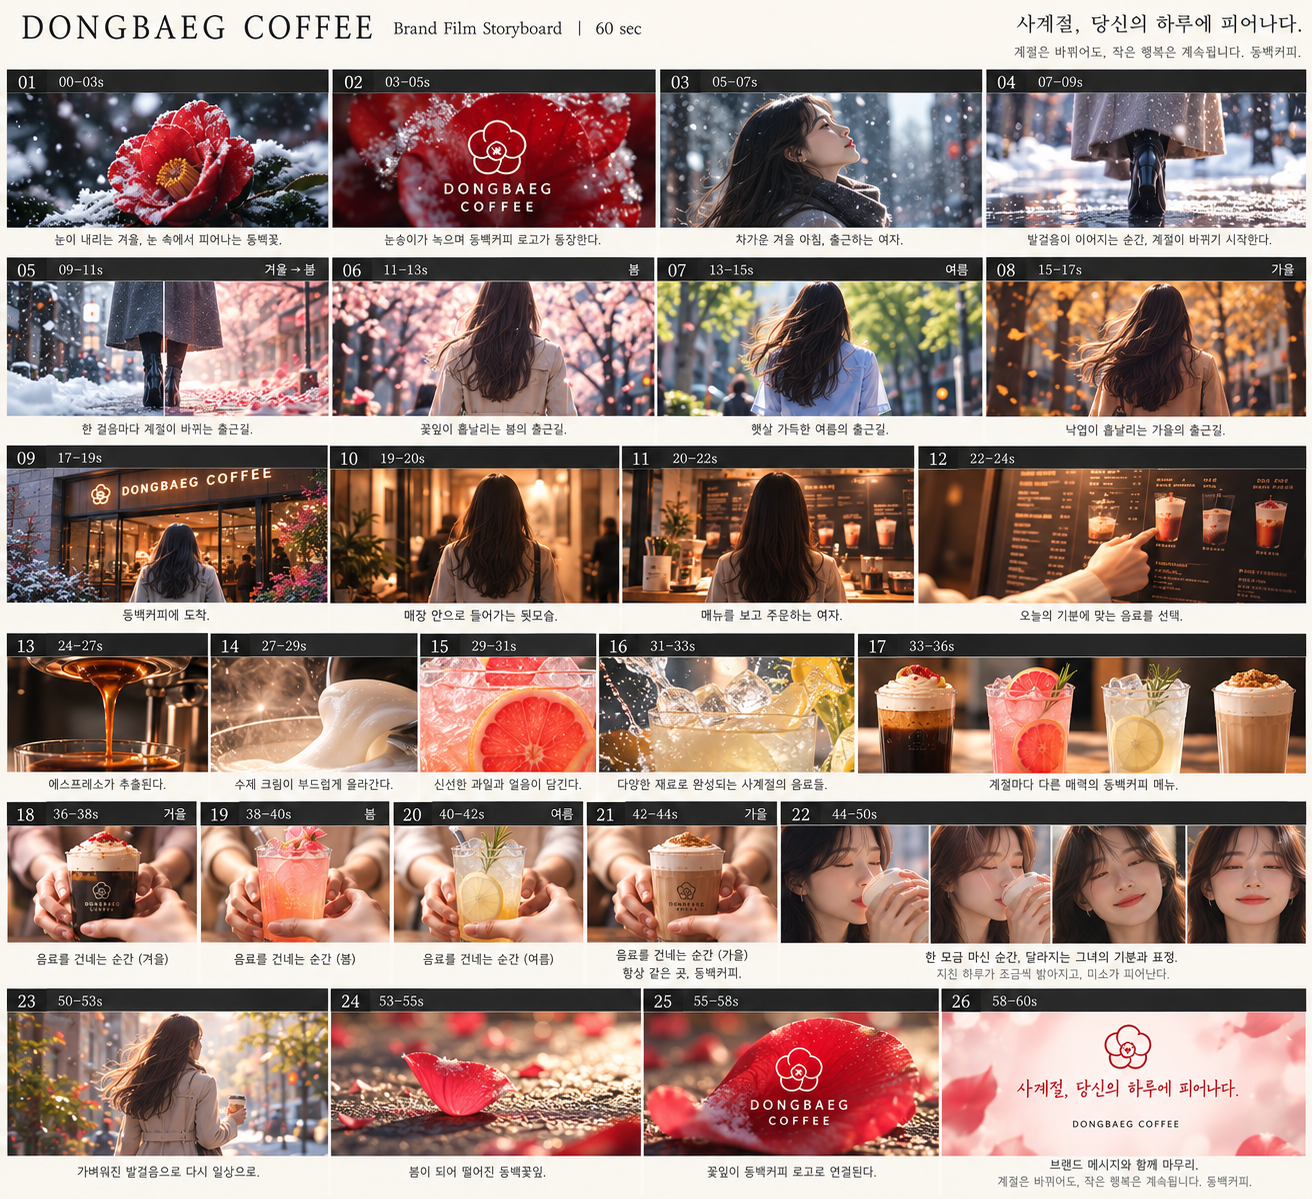 DONGBAEG COFFEE Brand Film Storyboard | 60 sec
사계절, 당신의 하루에 피어나다.
계절은 바뀌어도, 작은 행복은 계속됩니다. 동백커피.
01 00–03s
눈이 내리는 겨울, 눈 속에서 피어나는 동백꽃.
02 03–05s
DONGBAEG
COFFEE
눈송이가 녹으며 동백커피 로고가 등장한다.
03 05–07s
차가운 겨울 아침, 출근하는 여자.
04 07–09s
발걸음이 이어지는 순간, 계절이 바뀌기 시작한다.
05 09–11s 겨울 → 봄
한 걸음마다 계절이 바뀌는 출근길.
06 11–13s 봄
꽃잎이 흩날리는 봄의 출근길.
07 13–15s 여름
햇살 가득한 여름의 출근길.
08 15–17s 가을
낙엽이 흩날리는 가을의 출근길.
09 17–19s
DONGBAEG COFFEE
동백커피에 도착.
10 19–20s
매장 안으로 들어가는 뒷모습.
11 20–22s
메뉴를 보고 주문하는 여자.
12 22–24s
오늘의 기분에 맞는 음료를 선택.
13 24–27s
에스프레소가 추출된다.
14 27–29s
수제 크림이 부드럽게 올라간다.
15 29–31s
신선한 과일과 얼음이 담긴다.
16 31–33s
다양한 재료로 완성되는 사계절의 음료들.
17 33–36s
계절마다 다른 매력의 동백커피 메뉴.
18 36–38s 겨울
DONGBAEG
음료를 건네는 순간 (겨울)
19 38–40s 봄
음료를 건네는 순간 (봄)
20 40–42s 여름
음료를 건네는 순간 (여름)
21 42–44s 가을
DONGBAEG
음료를 건네는 순간 (가을)
항상 같은 곳, 동백커피.
22 44–50s
한 모금 마신 순간, 달라지는 그녀의 기분과 표정.
지친 하루가 조금씩 밝아지고, 미소가 피어난다.
23 50–53s
가벼워진 발걸음으로 다시 일상으로.
24 53–55s
봄이 되어 떨어진 동백꽃잎.
25 55–58s
DONGBAEG
COFFEE
꽃잎이 동백커피 로고로 연결된다.
26 58–60s
사계절, 당신의 하루에 피어나다.
DONGBAEG COFFEE
브랜드 메시지와 함께 마무리.
계절은 바뀌어도, 작은 행복은 계속됩니다. 동백커피.